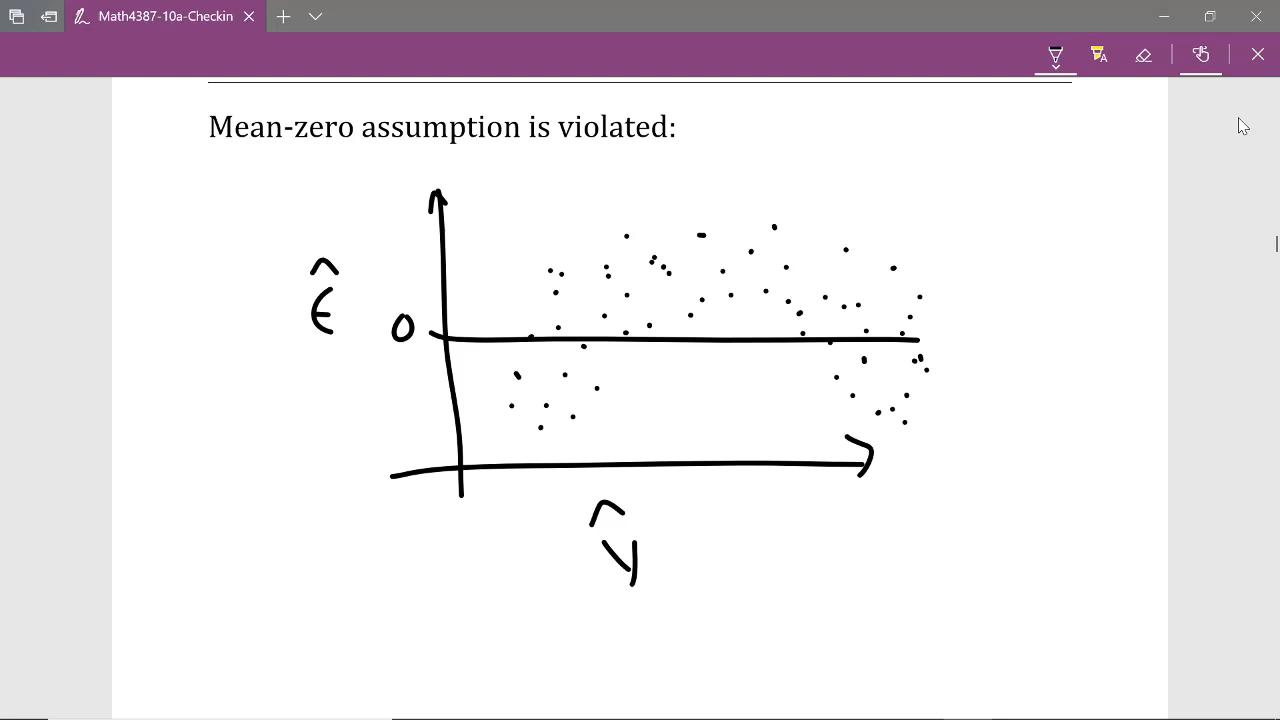 Math4387-10a-Checkin
Mean-zero assumption is violated:
ε̂
0
ŷ